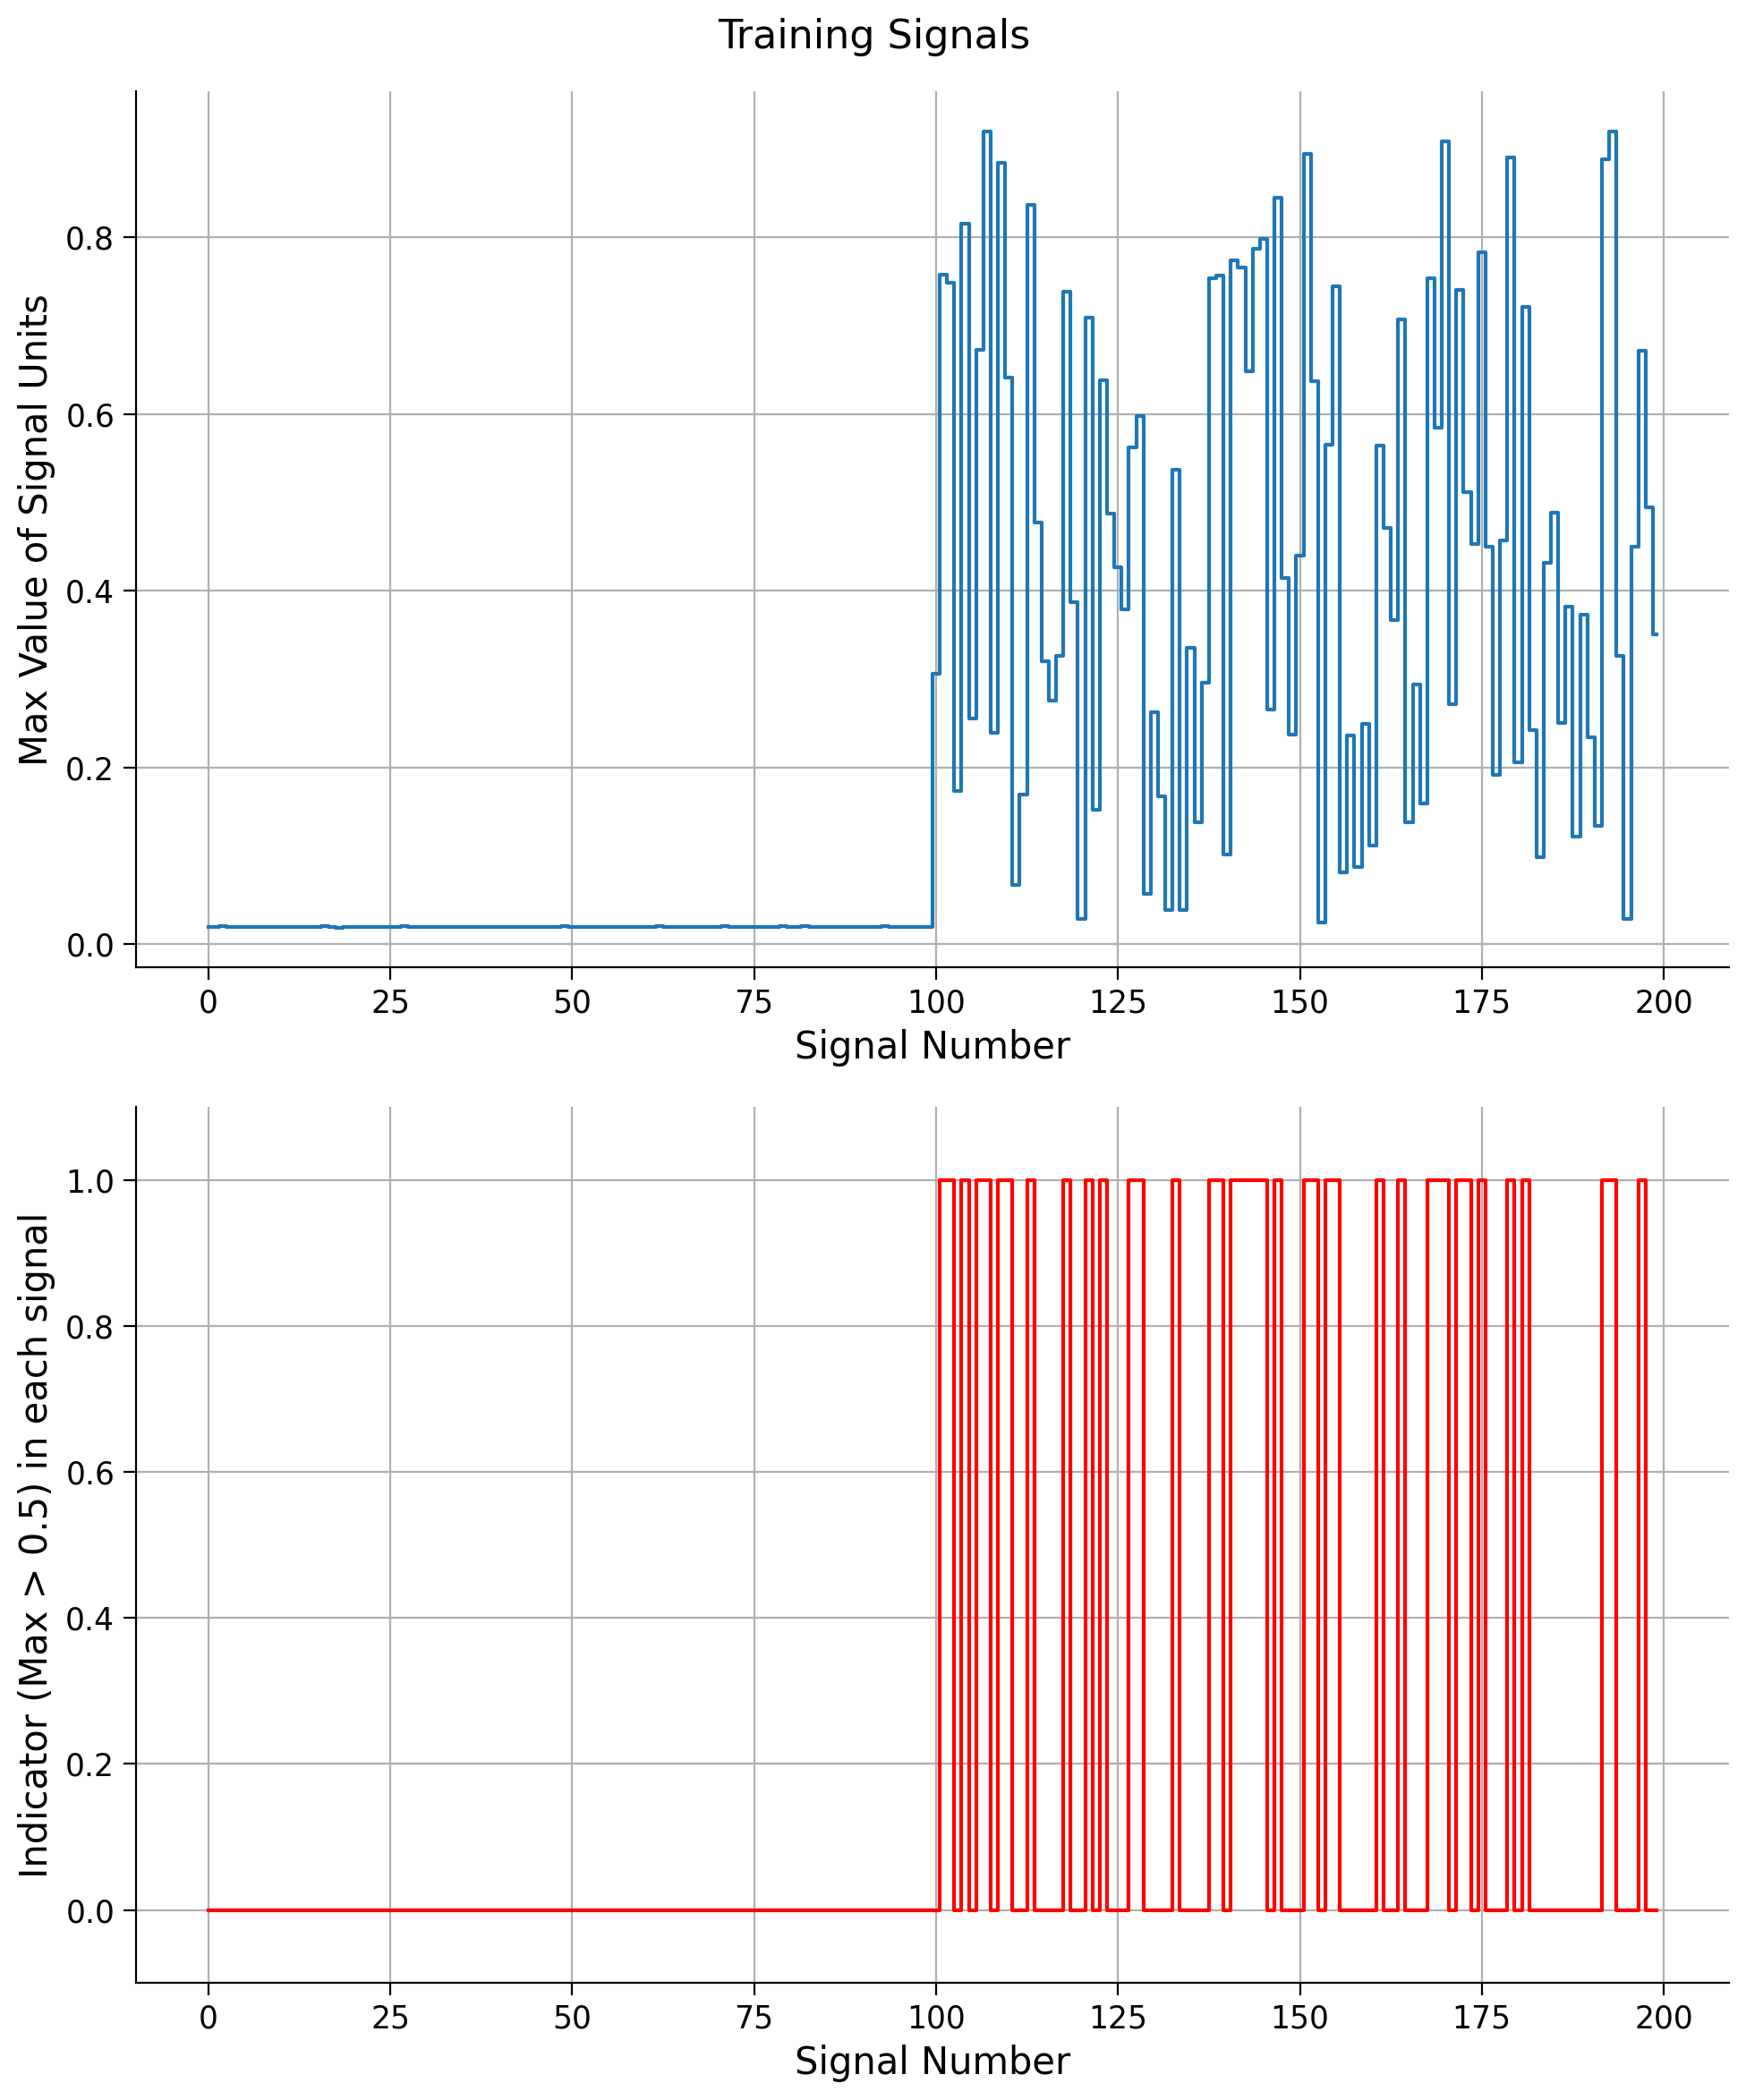 Training Signals
Max Value of Signal Units
0.8
0.6
0.4
0.2
0.0
0 25 50 75 100 125 150 175 200
Signal Number
Indicator (Max > 0.5) in each signal
1.0
0.8
0.6
0.4
0.2
0.0
0 25 50 75 100 125 150 175 200
Signal Number